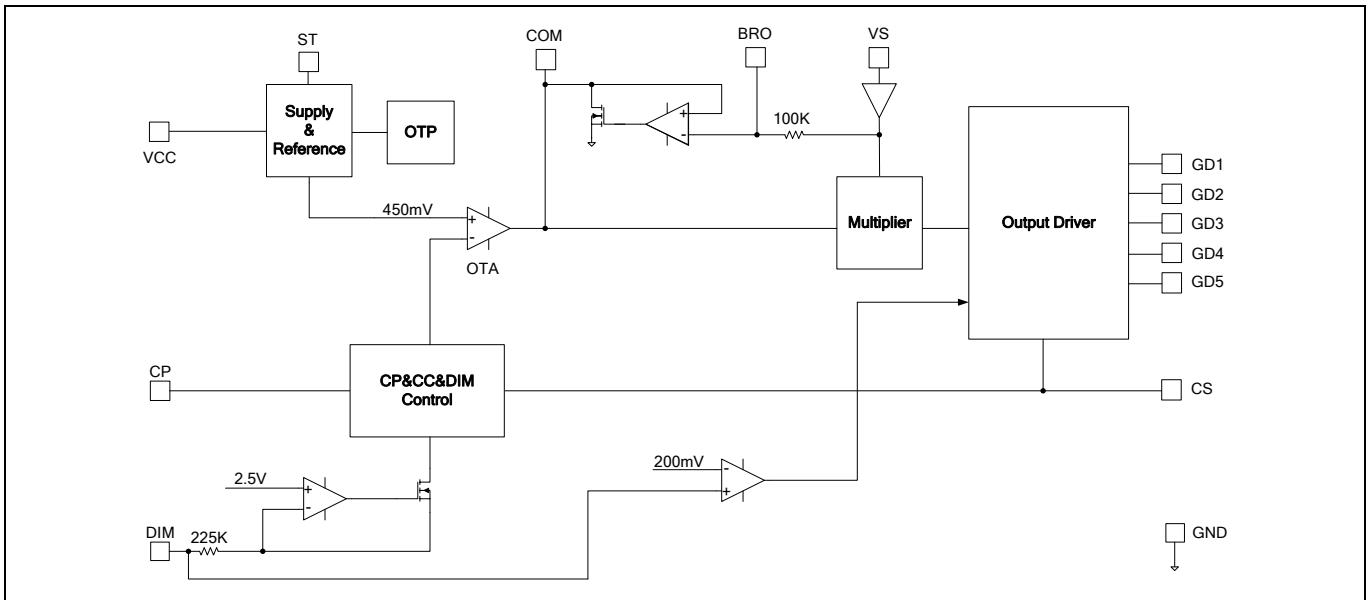 ST
COM
BRO
VS
Supply
&
Reference
OTP
100K
VCC
GD1
GD2
450mV
+
-
OTA
Multiplier
Output Driver
GD3
GD4
GD5
CP
CP&CC&DIM
Control
CS
2.5V
+
-
200mV
-
+
DIM
225K
GND
+
-